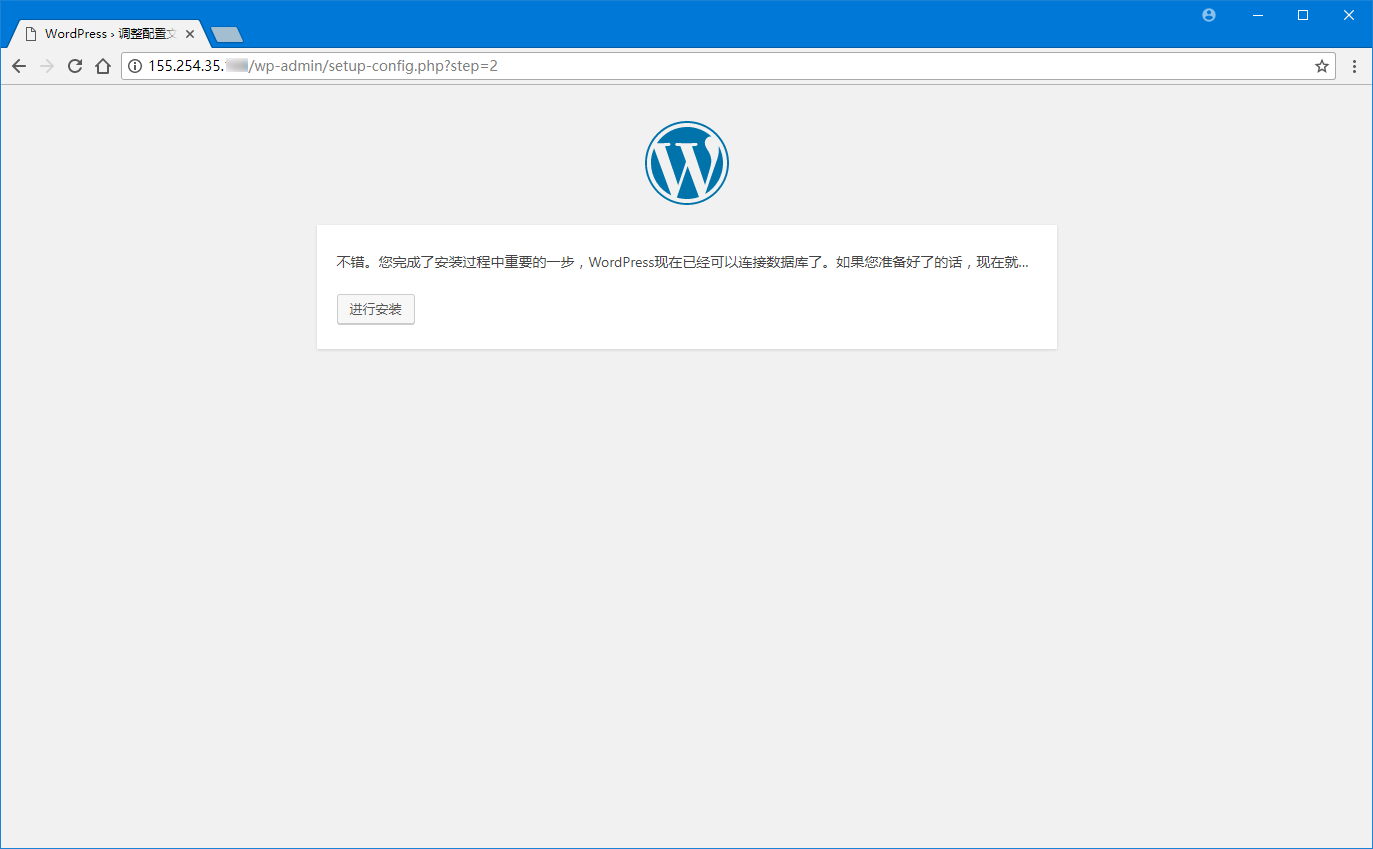 WordPress › 调整配置文
155.254.35. /wp-admin/setup-config.php?step=2
不错。您完成了安装过程中重要的一步，WordPress现在已经可以连接数据库了。如果您准备好了的话，现在就...
进行安装